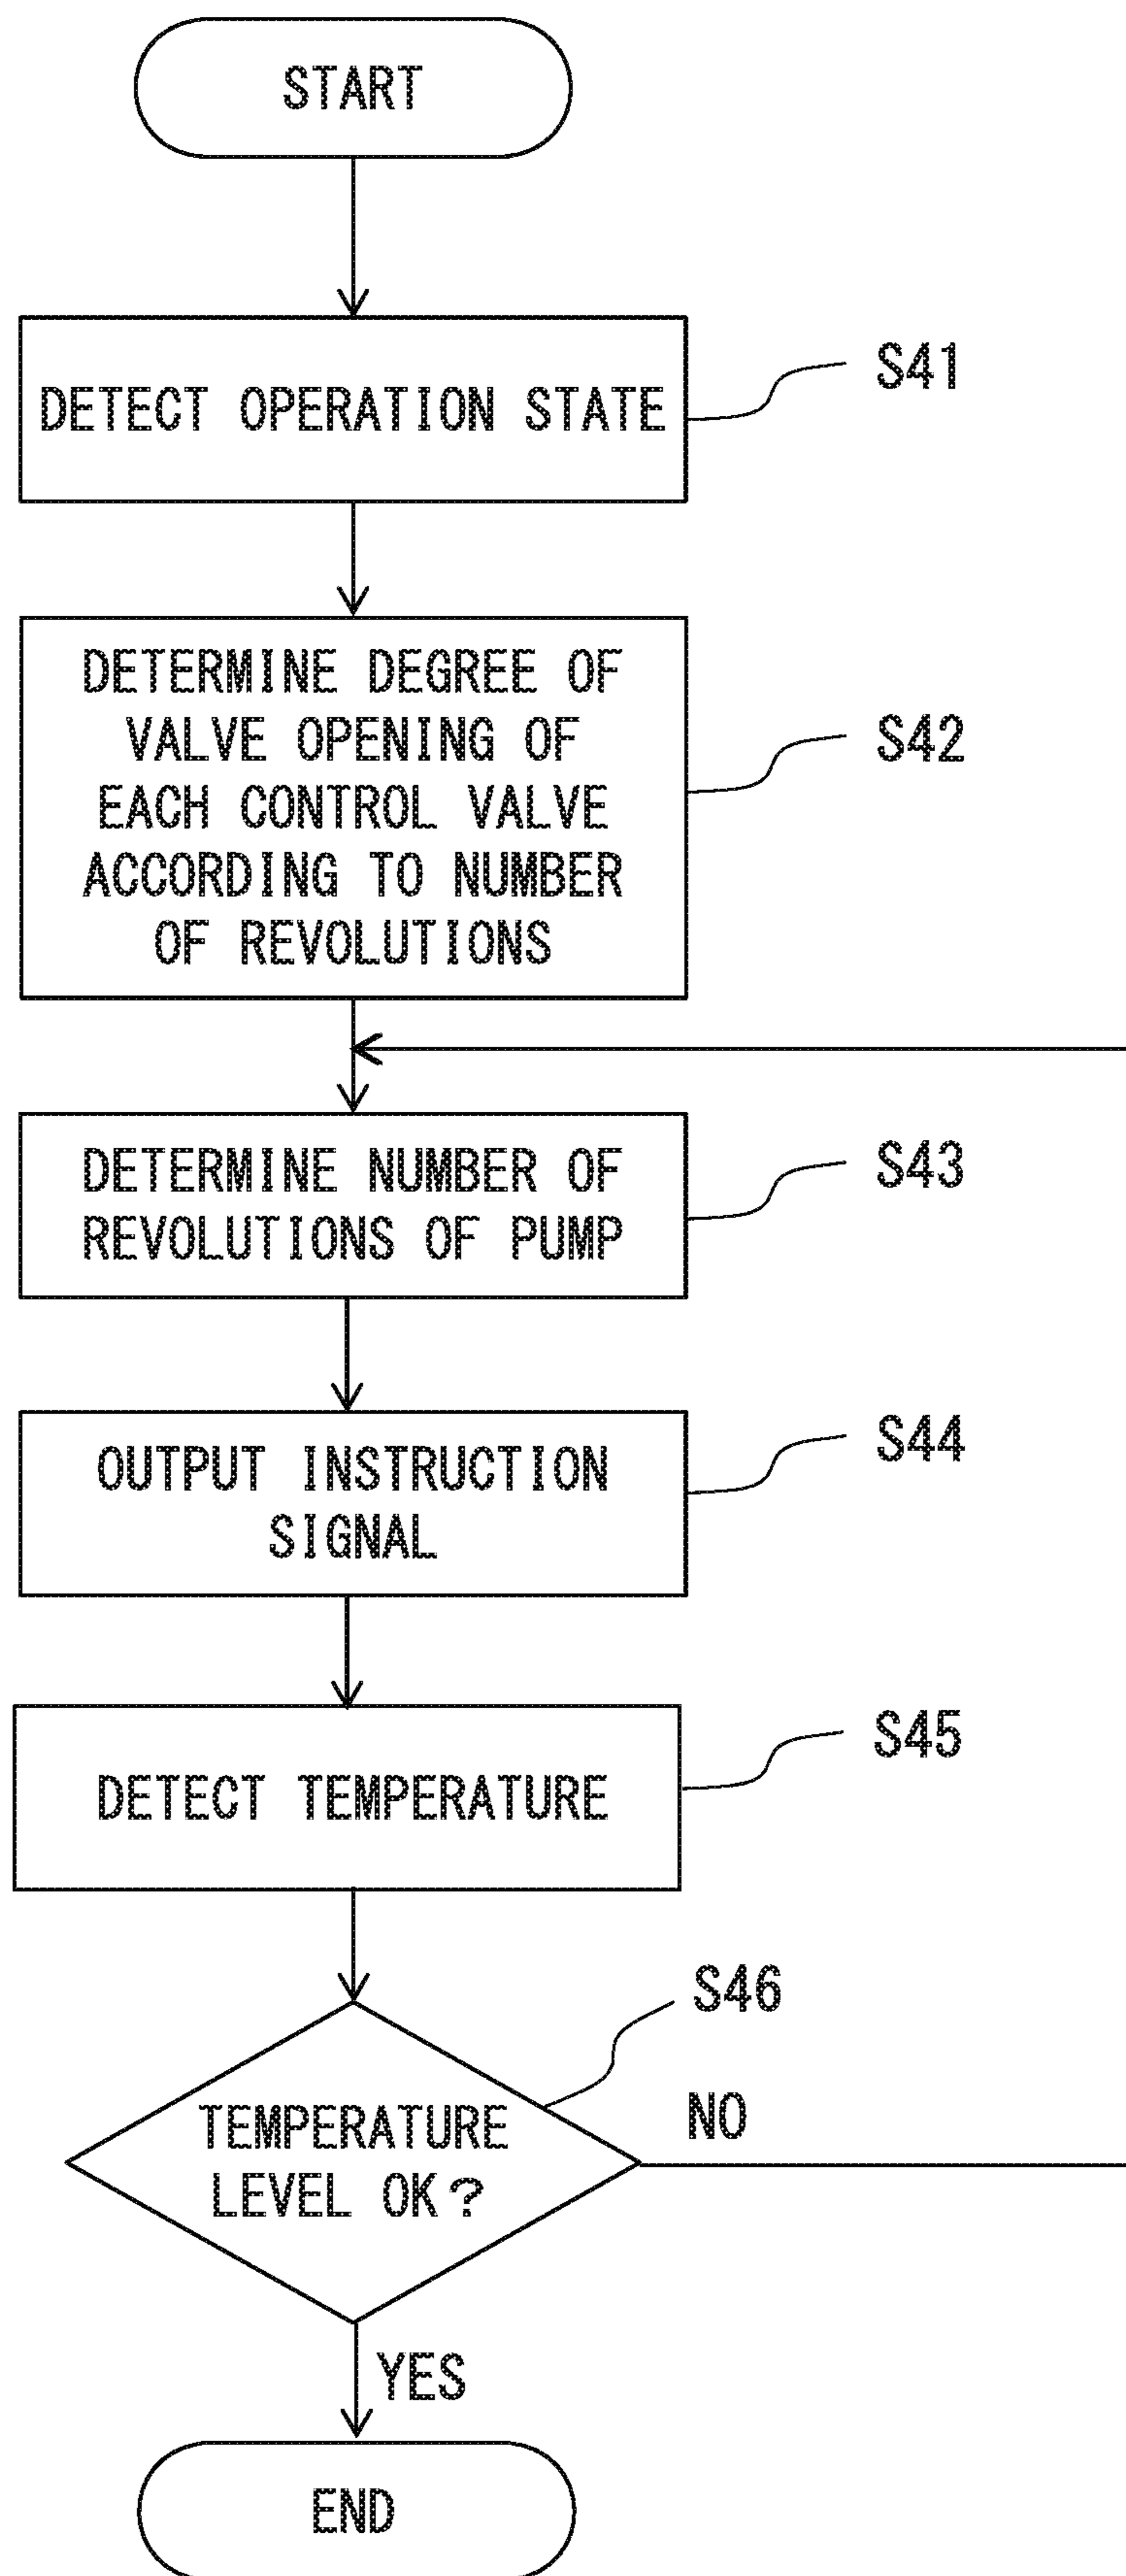 START
DETECT OPERATION STATE
S41
DETERMINE DEGREE OF
VALVE OPENING OF
EACH CONTROL VALVE
ACCORDING TO NUMBER
OF REVOLUTIONS
S42
DETERMINE NUMBER OF
REVOLUTIONS OF PUMP
S43
OUTPUT INSTRUCTION
SIGNAL
S44
DETECT TEMPERATURE
S45
S46
TEMPERATURE
LEVEL OK?
NO
YES
END